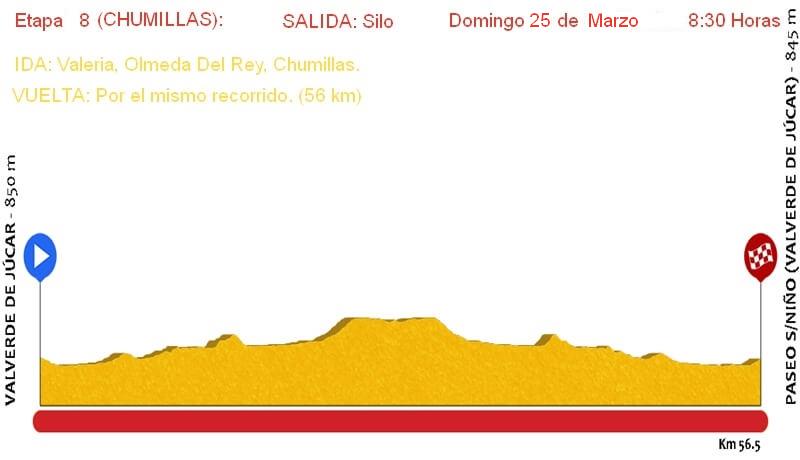 Etapa 8 (CHUMILLAS): SALIDA: Silo Domingo 25 de Marzo 8:30 Horas
IDA: Valeria, Olmeda Del Rey, Chumillas.
VUELTA: Por el mismo recorrido. (56 km)
VALVERDE DE JÚCAR - 850 m
PASEO S/NIÑO (VALVERDE DE JÚCAR) - 845 m
Km 56.5